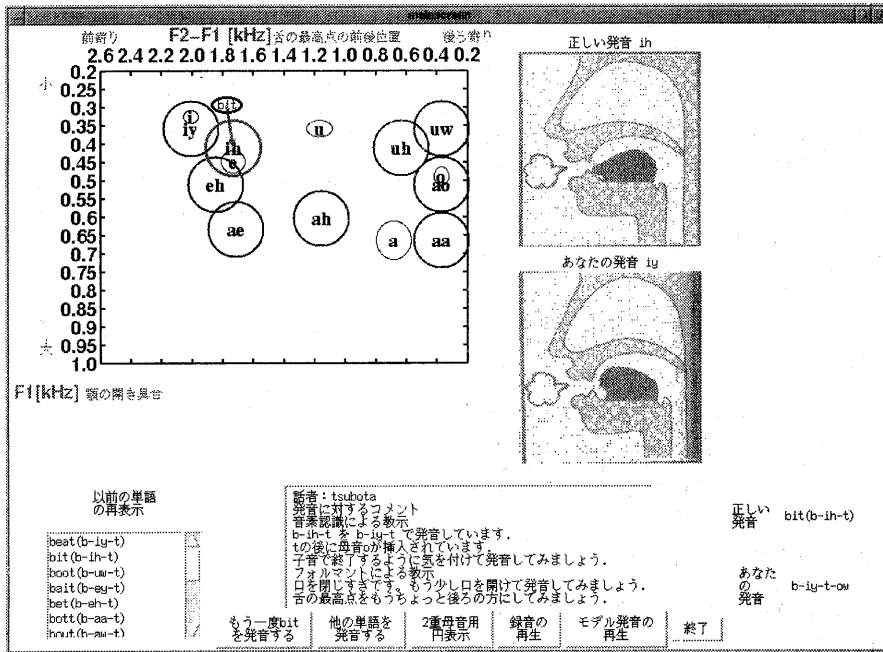 前寄り F2-F1 [kHz] 舌の最高点の前後位置 後ろ寄り
2.6 2.4 2.2 2.0 1.8 1.6 1.4 1.2 1.0 0.8 0.6 0.4 0.2
小
0.2
0.3
0.35
0.4
0.45
0.5
0.55
0.6
0.65
0.7
0.75
0.8
0.85
0.9
大 0.95
1.0
bit
i
iy
ih
e
eh
ae
u
ah
uh
uw
o
ao
a
aa
F1[kHz] 顎の開き具合
正しい発音 ih
あなたの発音 iy
以前の単語
の再表示
beat(b-iy-t)
bit(b-ih-t)
boot(b-uw-t)
bait(b-ey-t)
bet(b-eh-t)
bott(b-aa-t)
bout(b-aw-t)
話者：tsubota
発音に対するコメント
音素認識による教示
b-ih-t を b-iy-t で発音しています．
tの後に母音oが挿入されています．
子音で終了するように気を付けて発音してみましょう．
フォルマントによる教示
口を閉じすぎです．もう少し口を開けて発音してみましょう．
舌の最高点をもうちょっと後ろの方にしてみましょう．
正しい
発音 bit(b-ih-t)
あなた
の
発音 b-iy-t-ow
もう一度bit
を発音する
他の単語を
発音する
2重母音用
円表示
録音の
再生
モデル発音の
再生
終了